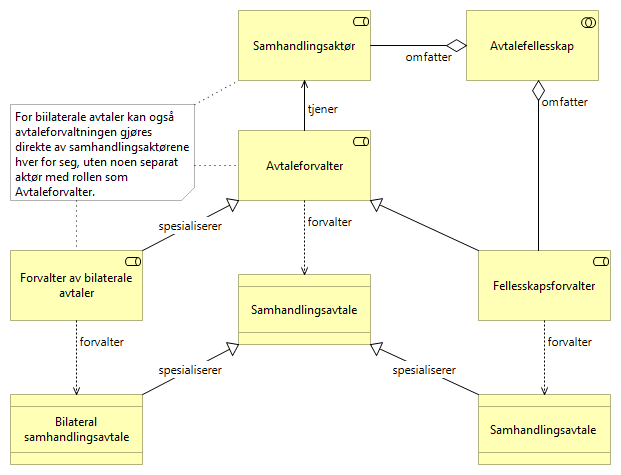 Samhandlingsaktør
omfatter
Avtalefellesskap
omfatter
tjener
For biilaterale avtaler kan også
avtaleforvaltningen gjøres
direkte av samhandlingsaktørene
hver for seg, uten noen separat
aktør med rollen som
Avtaleforvalter.
Avtaleforvalter
spesialiserer
forvalter
Forvalter av bilaterale
avtaler
Fellesskapsforvalter
Samhandlingsavtale
forvalter
forvalter
spesialiserer
spesialiserer
Bilateral
samhandlingsavtale
Samhandlingsavtale